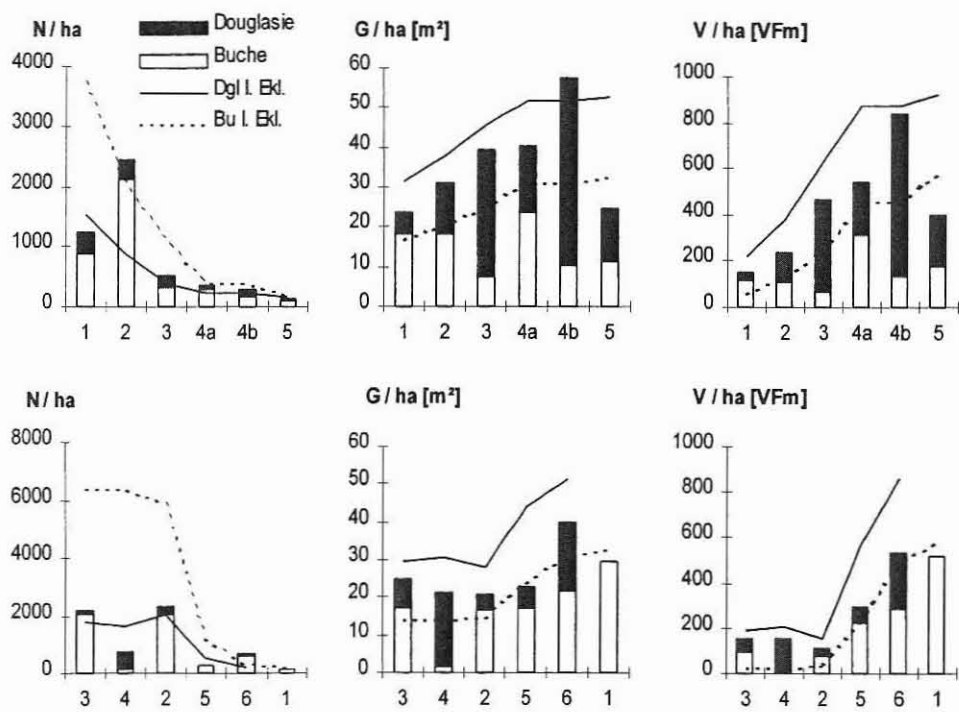 N / ha
Douglasie
Buche
Dgl I. Ekl.
Bu I. Ekl.
4000
3000
2000
1000
0
1 2 3 4a 4b 5
G / ha [m²]
60
50
40
30
20
10
0
1 2 3 4a 4b 5
V / ha [VFm]
1000
800
600
400
200
0
1 2 3 4a 4b 5
N / ha
8000
6000
4000
2000
0
3 4 2 5 6 1
G / ha [m²]
60
50
40
30
20
10
0
3 4 2 5 6 1
V / ha [VFm]
1000
800
600
400
200
0
3 4 2 5 6 1